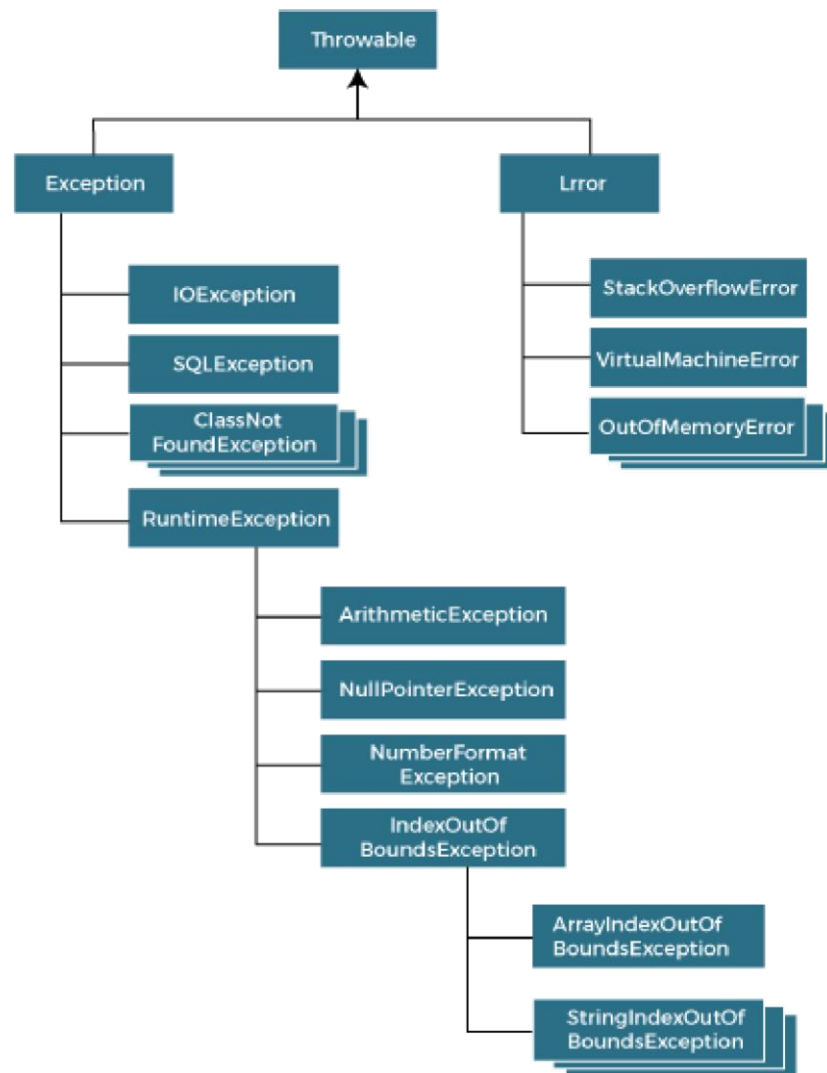 Throwable
Exception
Lrror
IOException
StackOverflowError
SQLException
VirtualMachineError
ClassNot
FoundException
OutOfMemoryError
RuntimeException
ArithmeticException
NullPointerException
NumberFormat
Exception
IndexOutOf
BoundsException
ArrayIndexOutOf
BoundsException
StringIndexOutOf
BoundsException